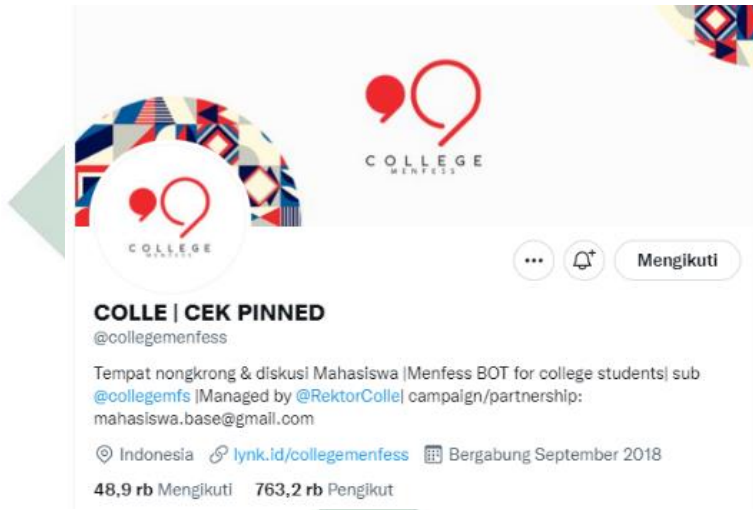 COLLEGE
MENFESS
COLLEGE
MENFESS
Mengikuti
COLLE | CEK PINNED
@collegemenfess
Tempat nongkrong & diskusi Mahasiswa |Menfess BOT for college students| sub
@collegemfs |Managed by @RektorColle| campaign/partnership:
mahasiswa.base@gmail.com
Indonesia lynk.id/collegemenfess Bergabung September 2018
48,9 rb Mengikuti 763,2 rb Pengikut